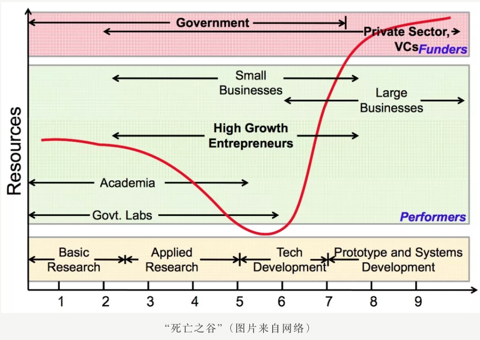 Government
Private Sector,
VCs
Funders
Small
Businesses
Large
Businesses
High Growth
Entrepreneurs
Academia
Govt. Labs
Performers
Resources
Basic
Research
Applied
Research
Tech
Development
Prototype and Systems
Development
1 2 3 4 5 6 7 8 9
“死亡之谷”(图片来自网络)